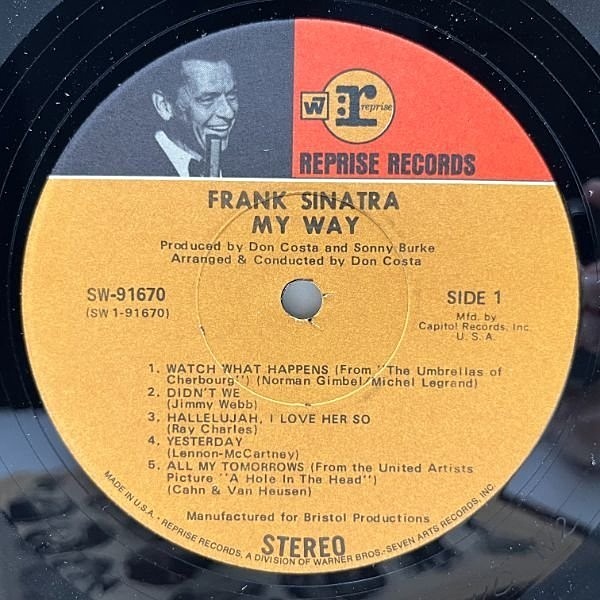 W7 r: reprise
REPRISE RECORDS
FRANK SINATRA
MY WAY
Produced by Don Costa and Sonny Burke
Arranged & Conducted by Don Costa
SW-91670
(SW 1-91670)
SIDE 1
Mfd. by
Capitol Records, Inc.
U. S. A.
1. WATCH WHAT HAPPENS (From "The Umbrellas of
Cherbourg") (Norman Gimbel/Michel Legrand)
2. DIDN'T WE
(Jimmy Webb)
3. HALLELUJAH, I LOVE HER SO
(Ray Charles)
4. YESTERDAY
(Lennon-McCartney)
5. ALL MY TOMORROWS (From the United Artists
Picture "A Hole In The Head")
(Cahn & Van Heusen)
Manufactured for Bristol Productions
STEREO
MADE IN U.S.A. - REPRISE RECORDS, A DIVISION OF WARNER BROS.-SEVEN ARTS RECORDS, INC.